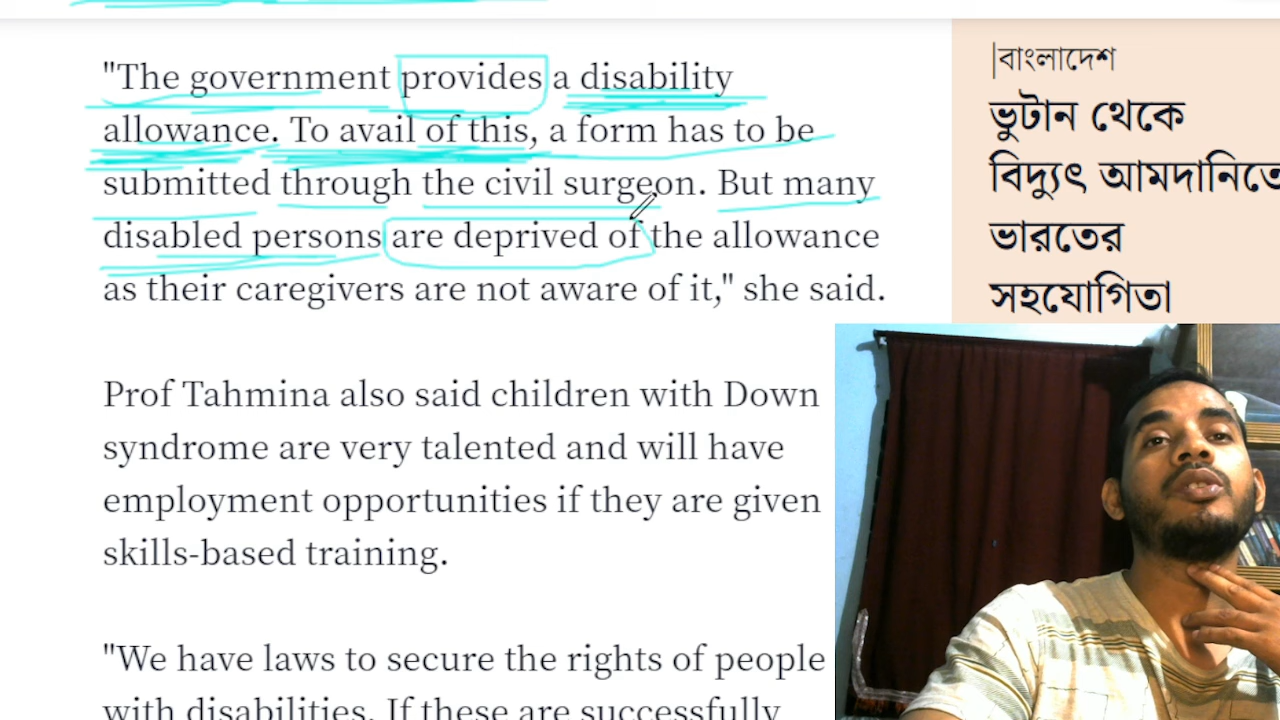 "The government provides a disability
allowance. To avail of this, a form has to be
submitted through the civil surgeon. But many
disabled persons are deprived of the allowance
as their caregivers are not aware of it," she said.
Prof Tahmina also said children with Down
syndrome are very talented and will have
employment opportunities if they are given
skills-based training.
"We have laws to secure the rights of people
with disabilities. If these are successfully
|বাংলাদেশ
ভুটান থেকে
বিদ্যুৎ আমদানিতে
ভারতের
সহযোগিতা